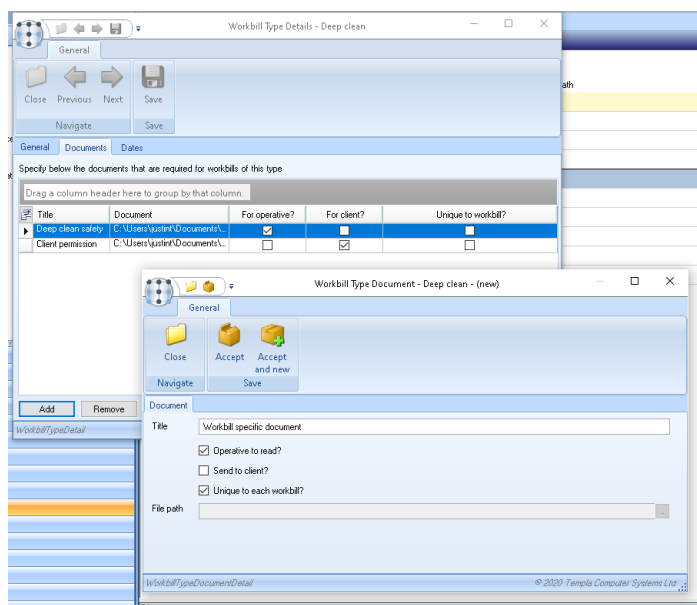 Workbill Type Details - Deep clean
General
Close Previous Next Save
Navigate Save
General Documents Dates
Specify below the documents that are required for workbills of this type
Drag a column header here to group by that column.
Title Document For operative? For client? Unique to workbill?
Deep clean safety C:\Users\justint\Documents\...
Client permission C:\Users\justint\Documents\...
Add Remove
WorkbillTypeDetail
ath
Workbill Type Document - Deep clean - (new)
General
Close Accept Accept
and new
Navigate Save
Document
Title Workbill specific document
Operative to read?
Send to client?
Unique to each workbill?
File path ...
WorkbillTypeDocumentDetail © 2020 Templa Computer Systems Ltd